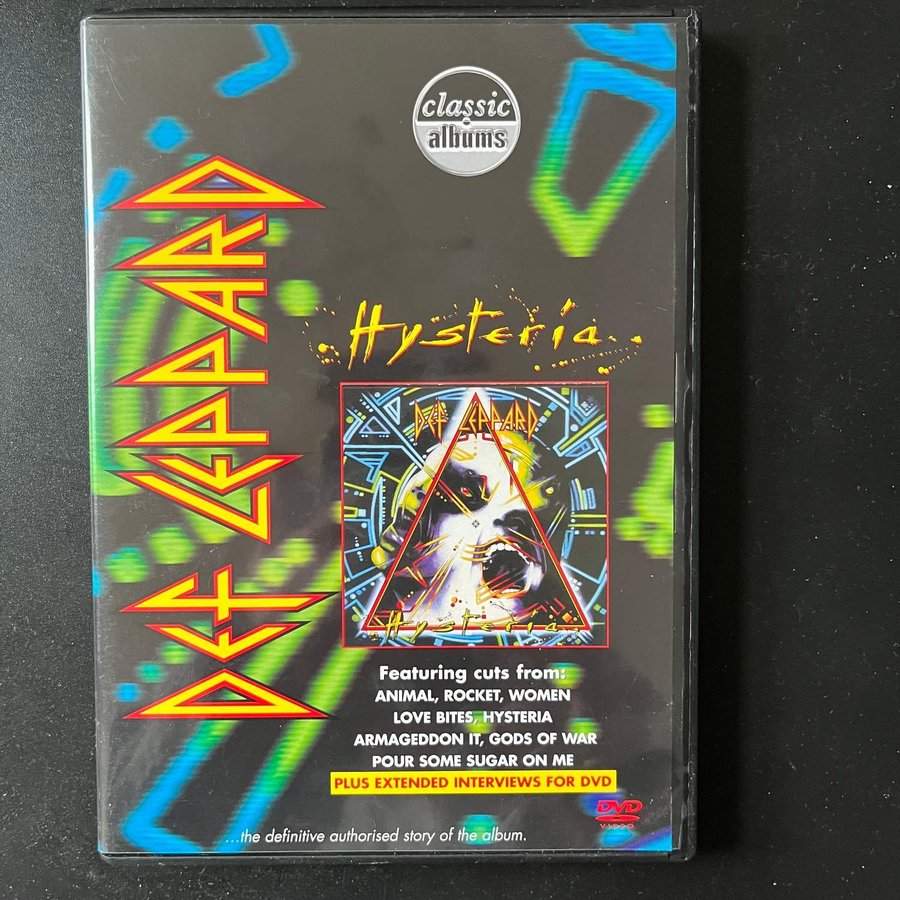 classic
albums
DEF LEPPARD
Hysteria
DEF LEPPARD
Hysteria
Featuring cuts from:
ANIMAL, ROCKET, WOMEN
LOVE BITES, HYSTERIA
ARMAGEDDON IT, GODS OF WAR
POUR SOME SUGAR ON ME
PLUS EXTENDED INTERVIEWS FOR DVD
DVD
VIDEO
...the definitive authorised story of the album.